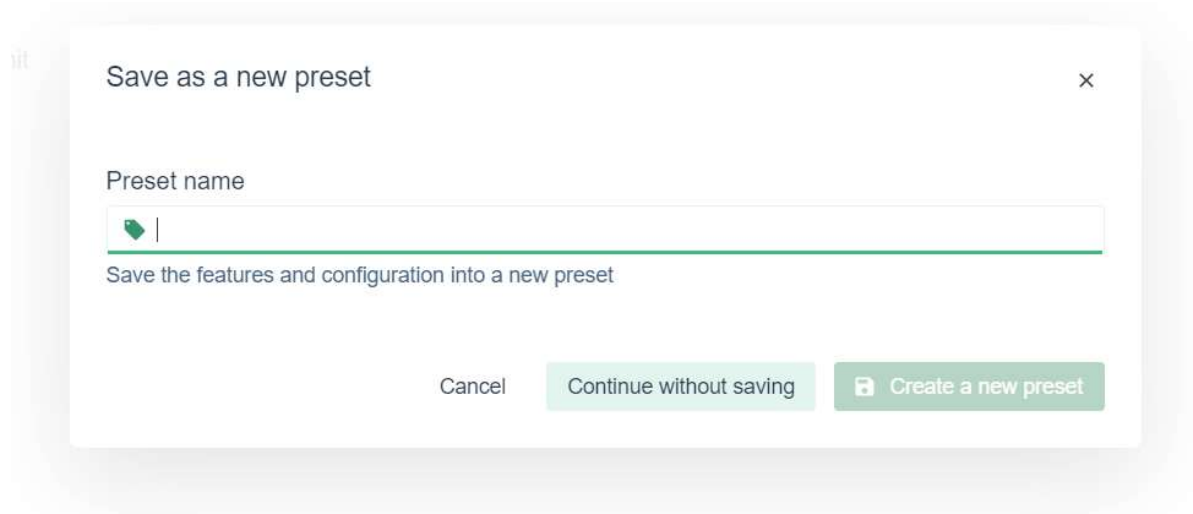 Save as a new preset
Preset name
Save the features and configuration into a new preset
Cancel
Continue without saving
Create a new preset